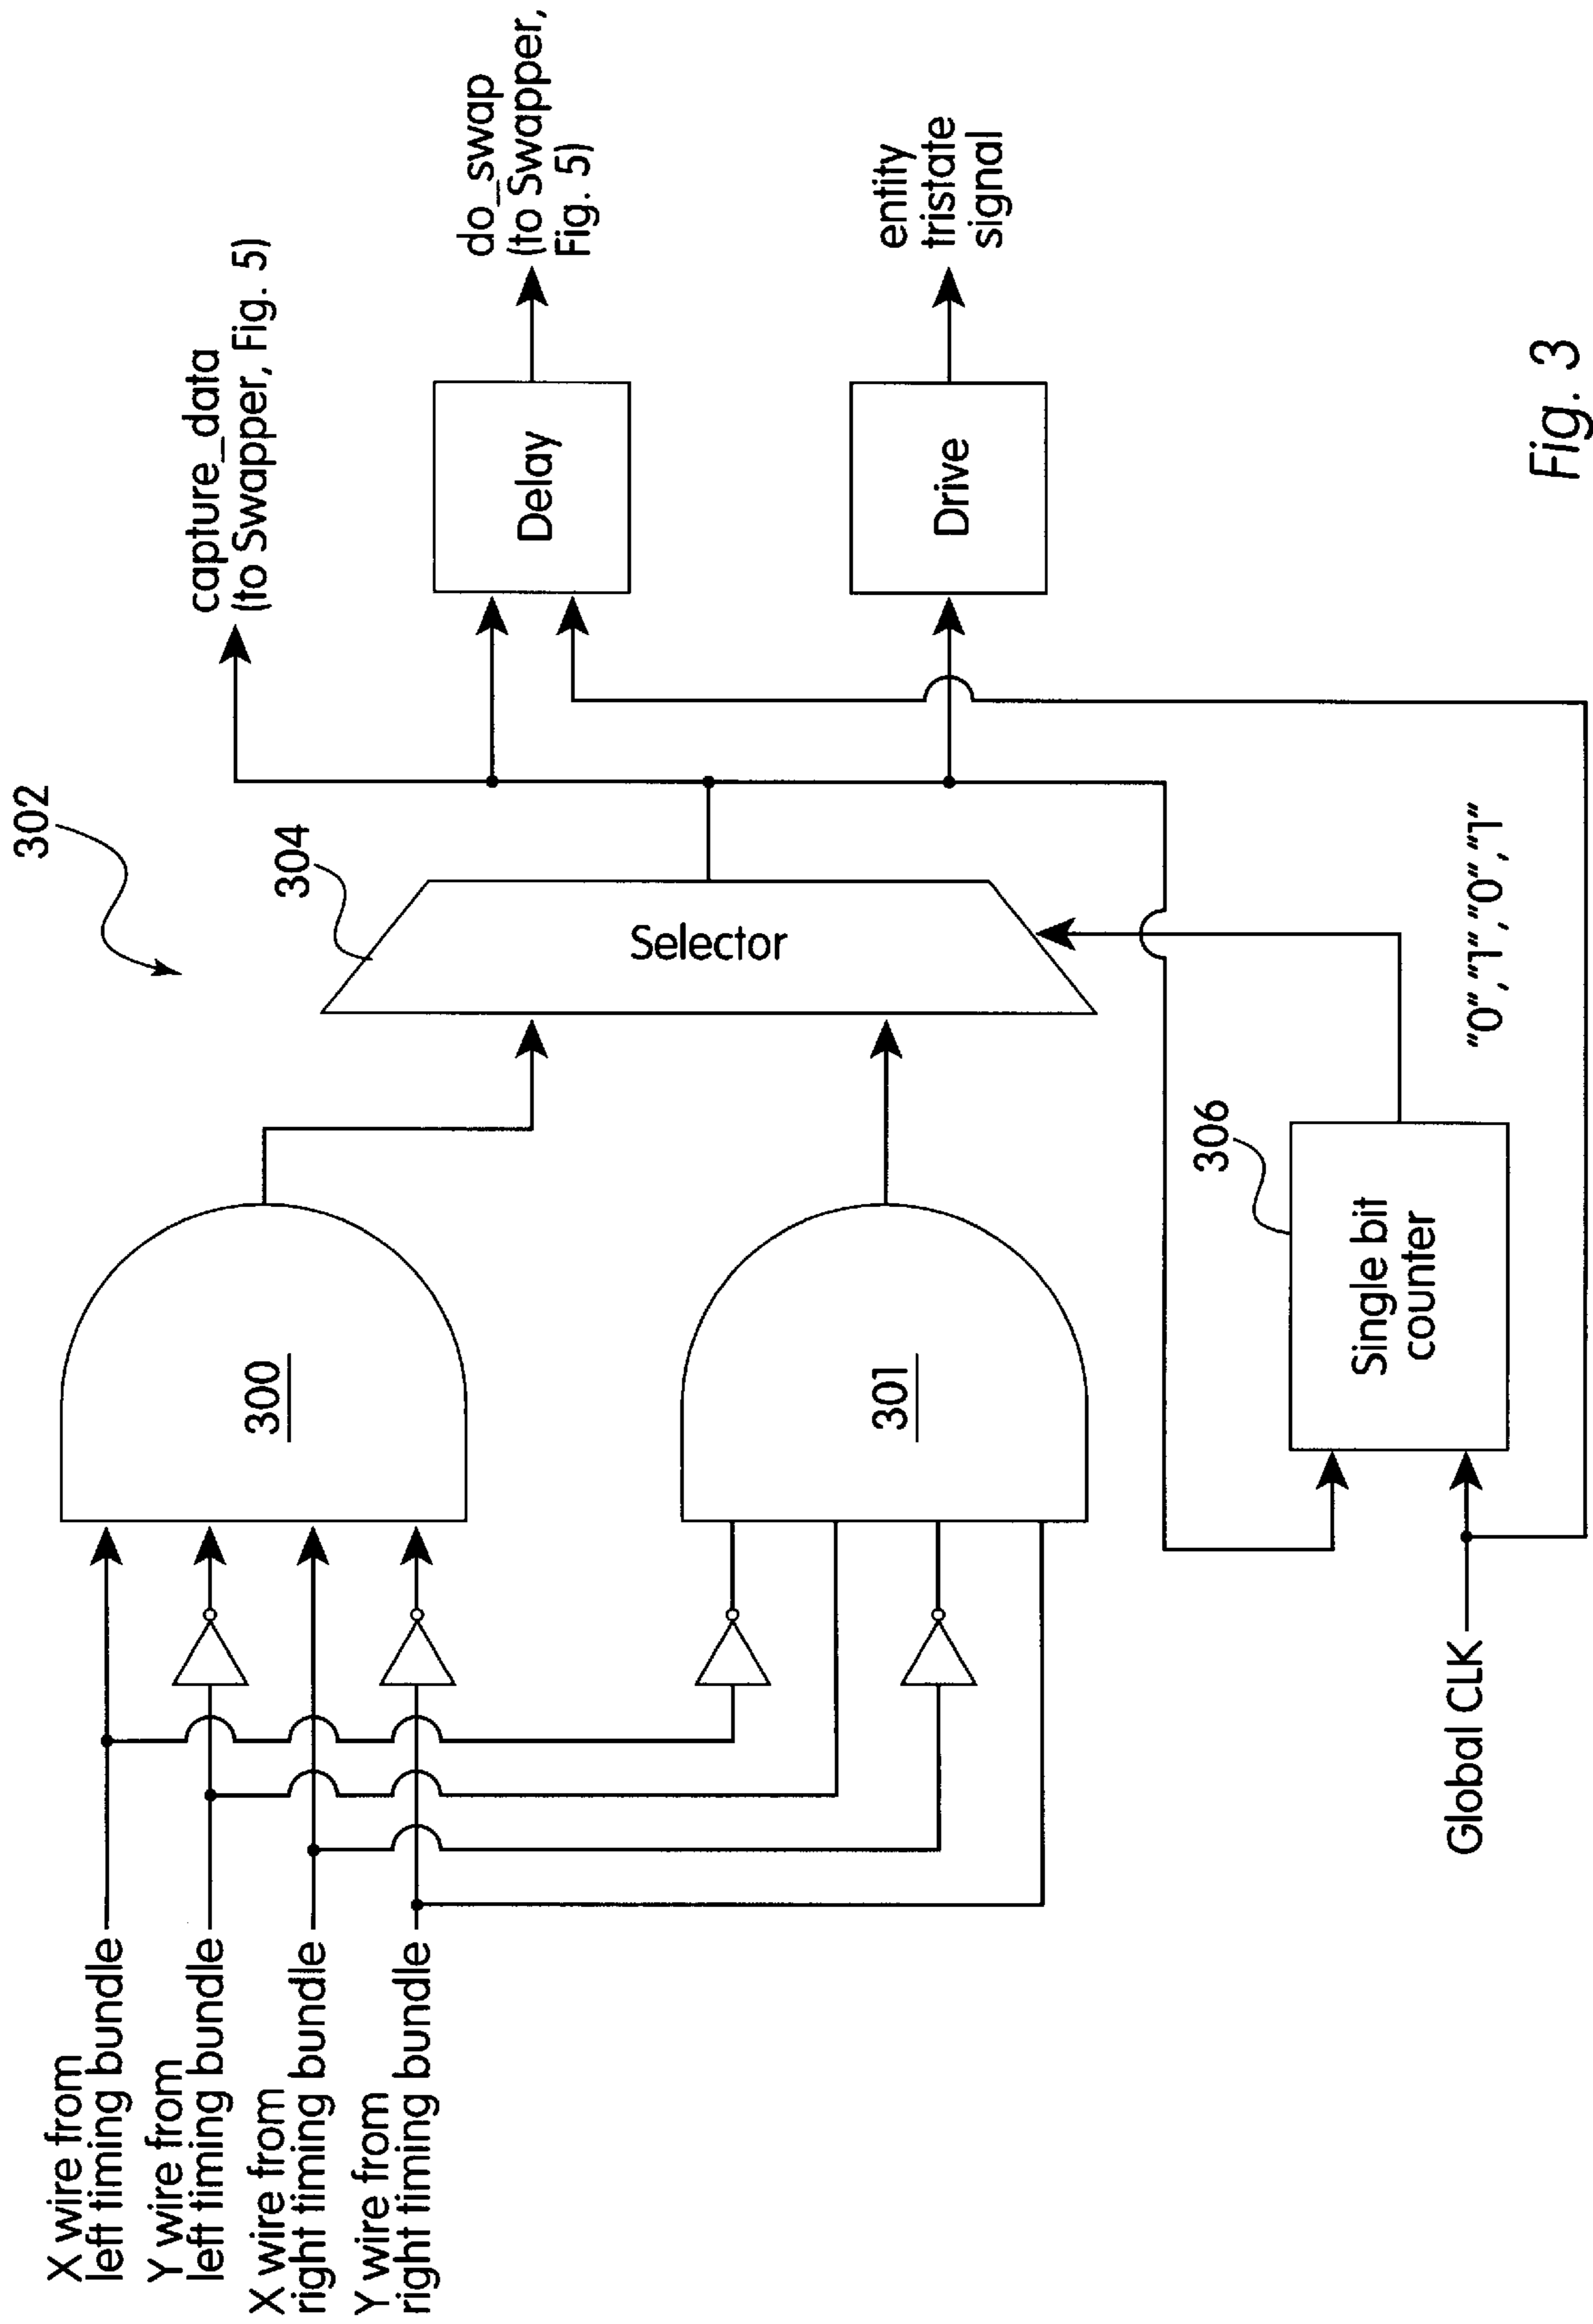 302
304
capture_data
(to Swapper, Fig. 5)
do_swap
(to Swapper,
Fig. 5)
Delay
entity
tristate
signal
Drive
Selector
300
301
X wire from
left timing bundle
Y wire from
left timing bundle
X wire from
right timing bundle
Y wire from
right timing bundle
306
Single bit
counter
"0","1","0","1"
Global CLK
Fig. 3